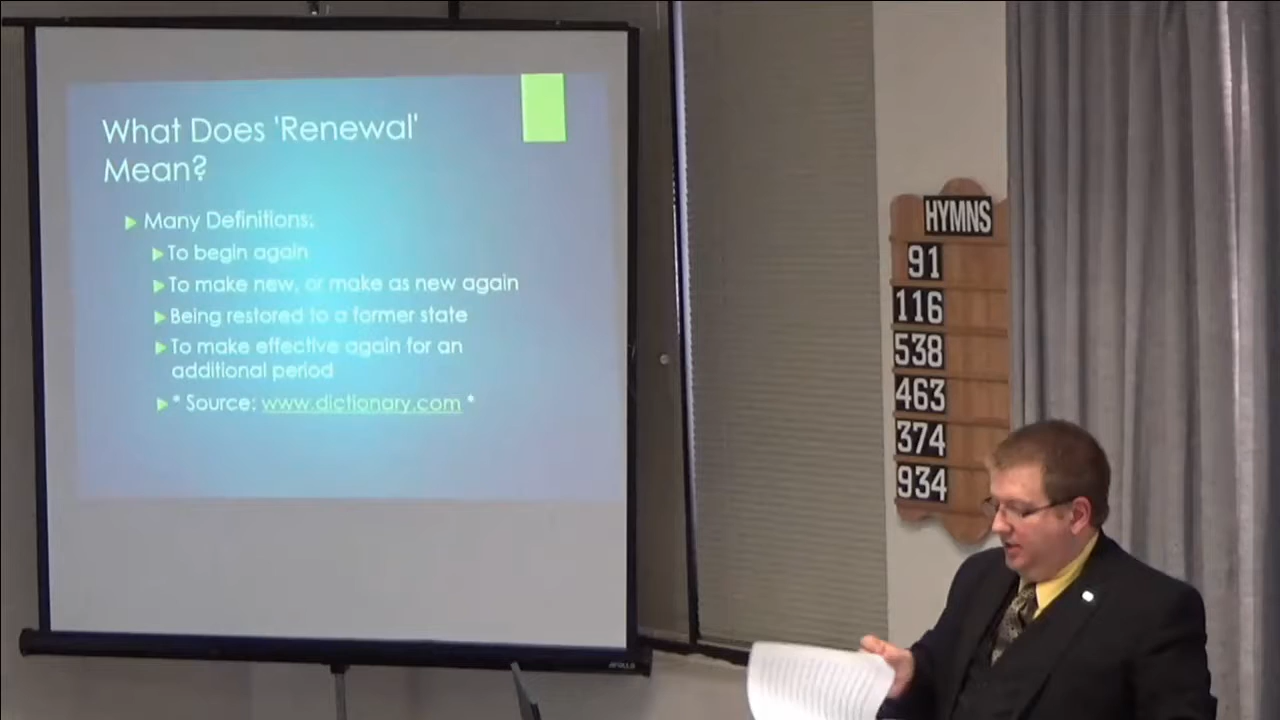 What Does 'Renewal'
Mean?
Many Definitions:
To begin again
To make new, or make as new again
Being restored to a former state
To make effective again for an
additional period
* Source: www.dictionary.com *
HYMNS
91
116
538
463
374
934
APOLLO